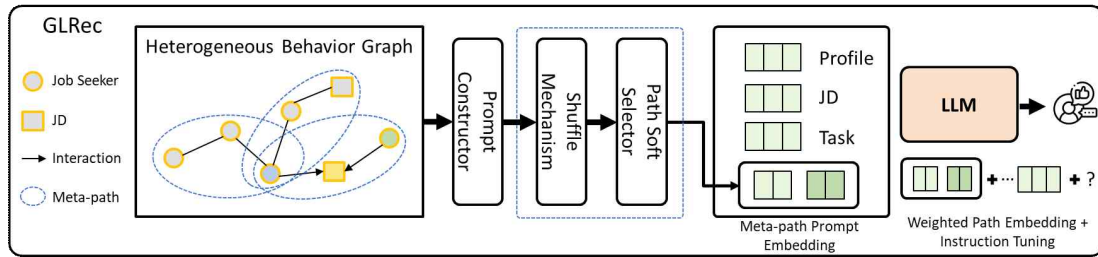 GLRec
Job Seeker
JD
Interaction
Meta-path
Heterogeneous Behavior Graph
Prompt
Constructor
Shuffle
Mechanism
Path Soft
Selector
Profile
JD
Task
Meta-path Prompt
Embedding
LLM
+ ... + ?
Weighted Path Embedding +
Instruction Tuning